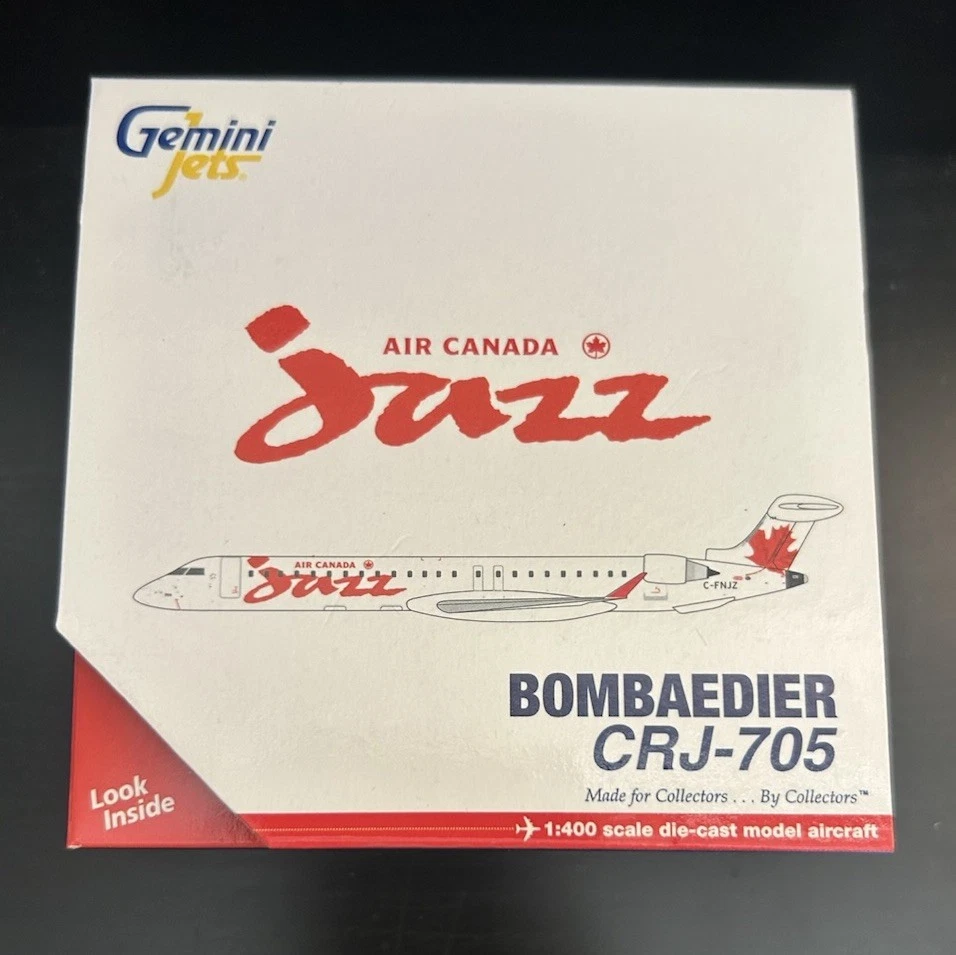 Gemini
Jets
AIR CANADA
Jazz
AIR CANADA
Jazz
C-FNJZ
BOMBAEDIER
CRJ-705
Made for Collectors . . . By Collectors™
Look
Inside
1:400 scale die-cast model aircraft